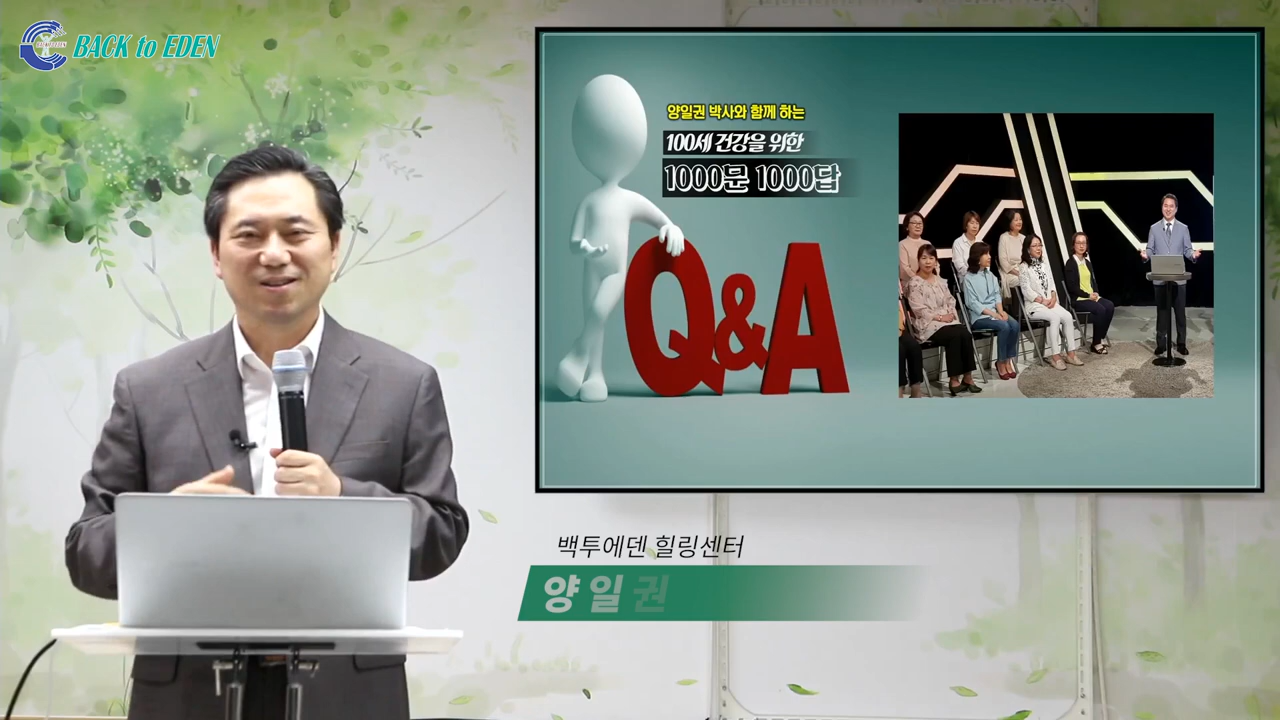 BACK to EDEN
양일권 박사와 함께 하는
100세 건강을 위한
1000문 1000답
Q&A
백투에덴 힐링센터
양일권